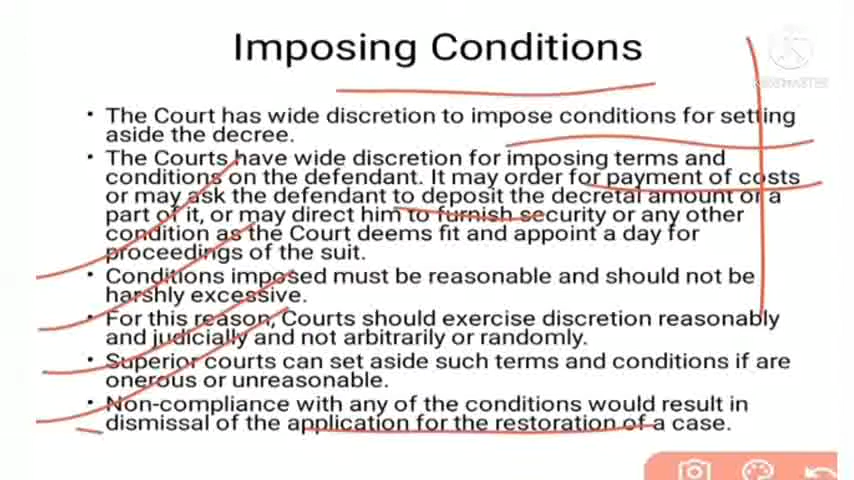 Imposing Conditions
• The Court has wide discretion to impose conditions for setting
aside the decree.
• The Courts have wide discretion for imposing terms and
conditions on the defendant. It may order for payment of costs
or may ask the defendant to deposit the decretal amount or a
part of it, or may direct him to furnish security or any other
condition as the Court deems fit and appoint a day for
proceedings of the suit.
• Conditions imposed must be reasonable and should not be
harshly excessive.
• For this reason, Courts should exercise discretion reasonably
and judicially and not arbitrarily or randomly.
• Superior courts can set aside such terms and conditions if are
onerous or unreasonable.
• Non-compliance with any of the conditions would result in
dismissal of the application for the restoration of a case.